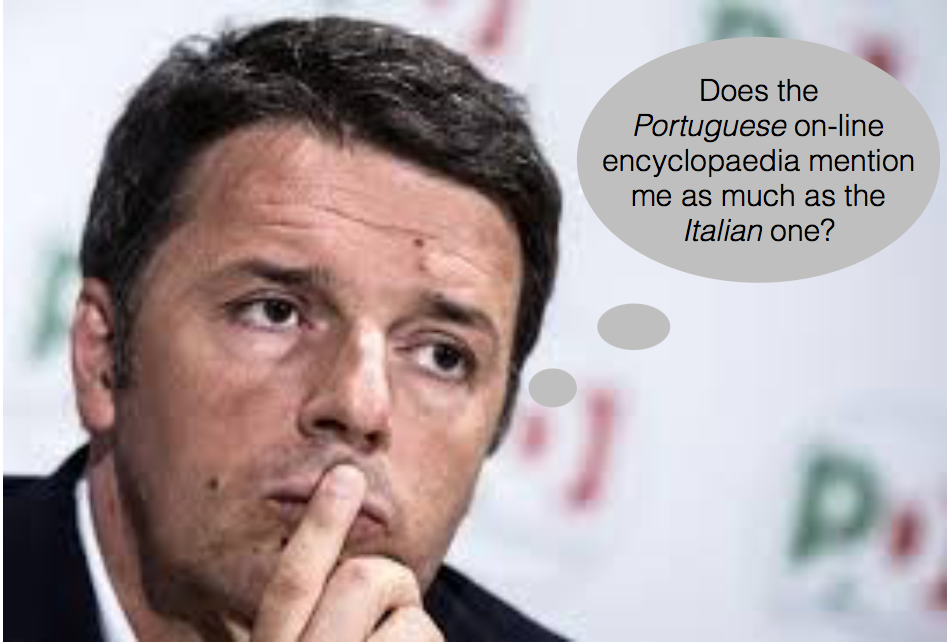 Does the
Portuguese on-line
encyclopaedia mention
me as much as the
Italian one?
P